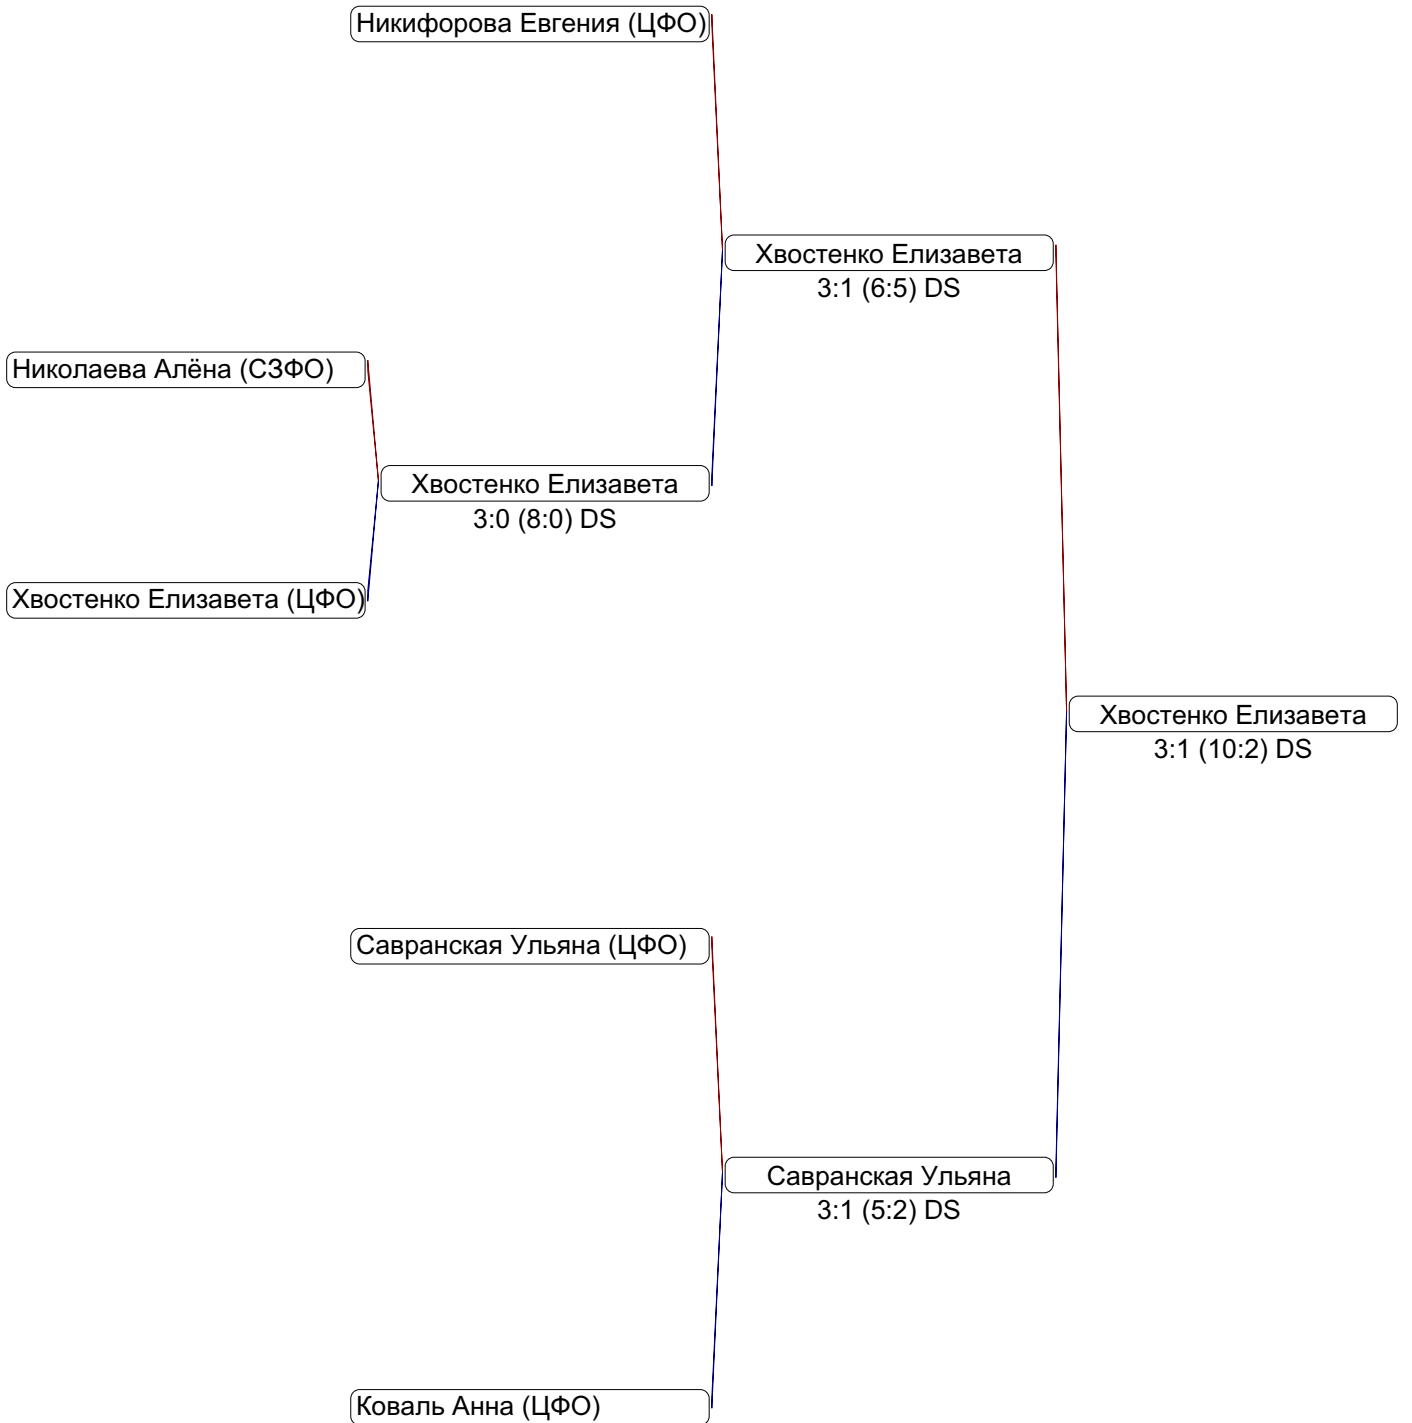 Никифорова Евгения (ЦФО)
Хвостенко Елизавета
3:1 (6:5) DS
Николаева Алёна (СЗФО)
Хвостенко Елизавета
3:0 (8:0) DS
Хвостенко Елизавета (ЦФО)
Хвостенко Елизавета
3:1 (10:2) DS
Савранская Ульяна (ЦФО)
Савранская Ульяна
3:1 (5:2) DS
Коваль Анна (ЦФО)